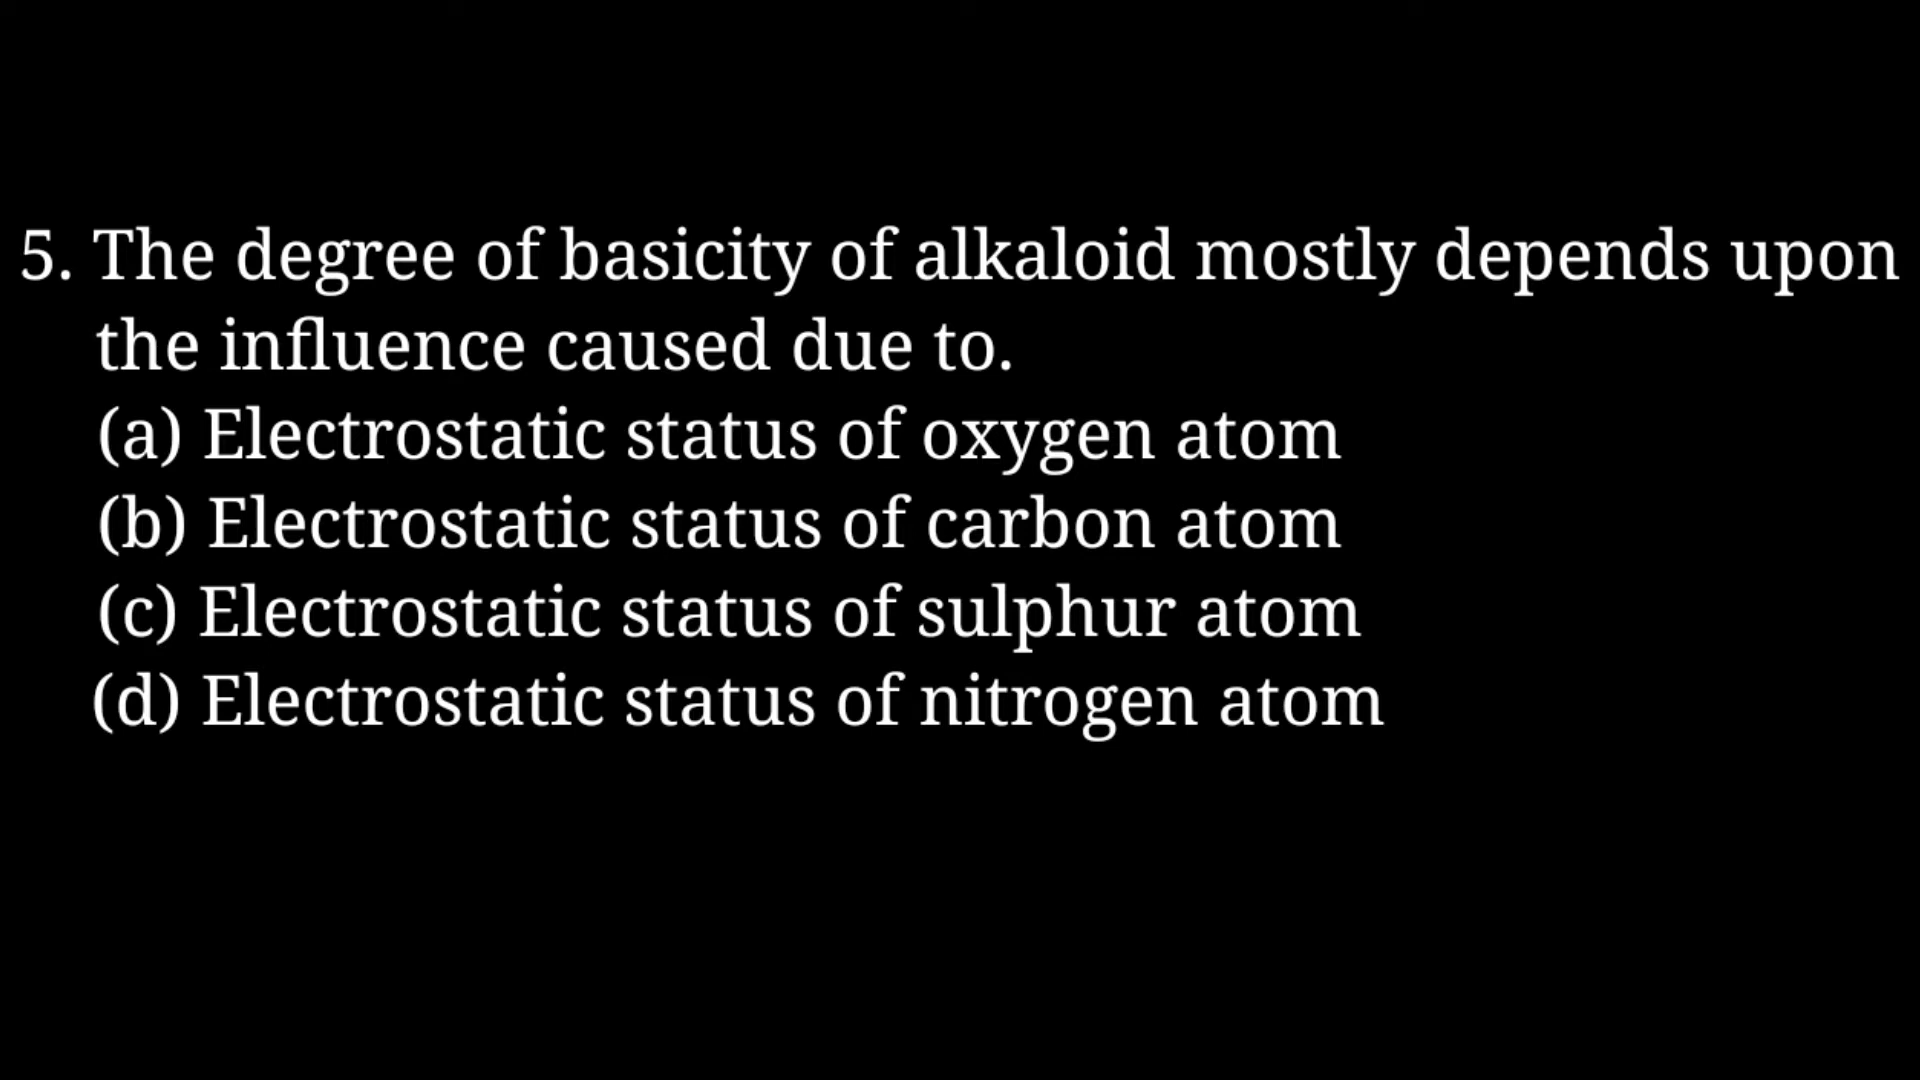 5. The degree of basicity of alkaloid mostly depends upon
the influence caused due to.
(a) Electrostatic status of oxygen atom
(b) Electrostatic status of carbon atom
(c) Electrostatic status of sulphur atom
(d) Electrostatic status of nitrogen atom